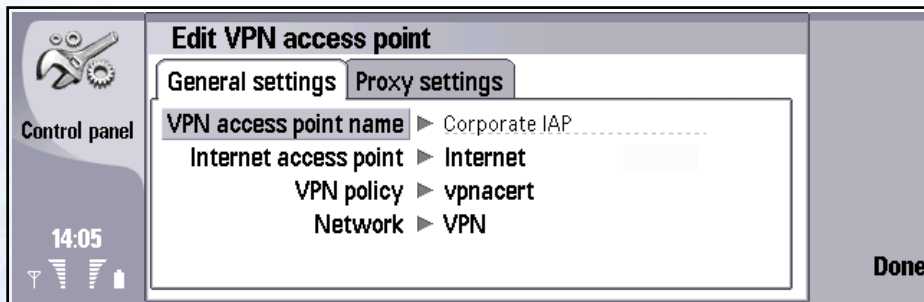 Edit VPN access point
General settings Proxy settings
Control panel
VPN access point name Corporate IAP
Internet access point Internet
VPN policy vpnacert
Network VPN
14:05
Done